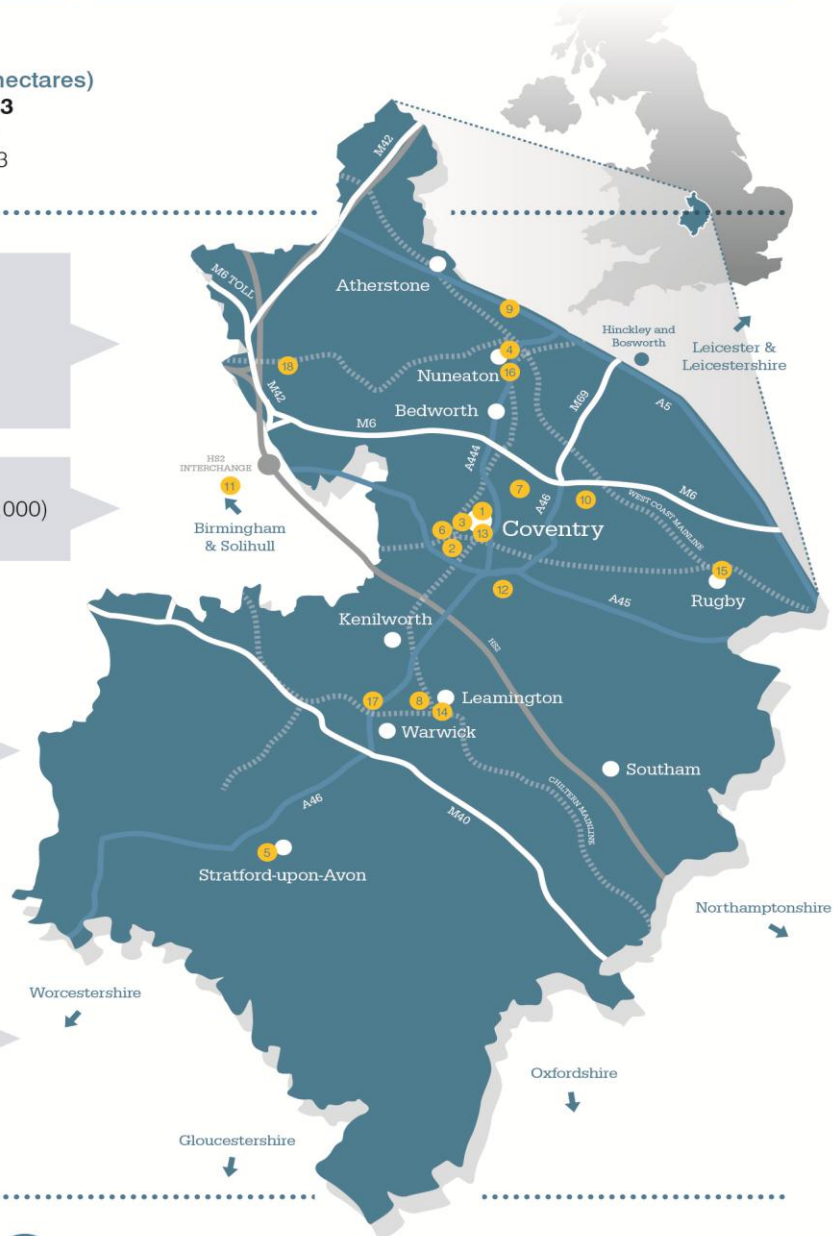 hectares)
3
3
000)
M42
M6 TOLL
Atherstone
9
Hinckley and
Bosworth
Leicester &
Leicestershire
4
18
Nuneaton
16
M42
Bedworth
M69
A5
M6
A444
HS2
INTERCHANGE
11
Birmingham
& Solihull
7
A46
10
WEST COAST MAINLINE
M6
1
3
6
13
2
Coventry
15
Rugby
12
A45
Kenilworth
HS2
17
8
Leamington
14
Warwick
Southam
CHILTERN MAINLINE
A46
M40
5
Stratford-upon-Avon
Northamptonshire
Worcestershire
Oxfordshire
Gloucestershire